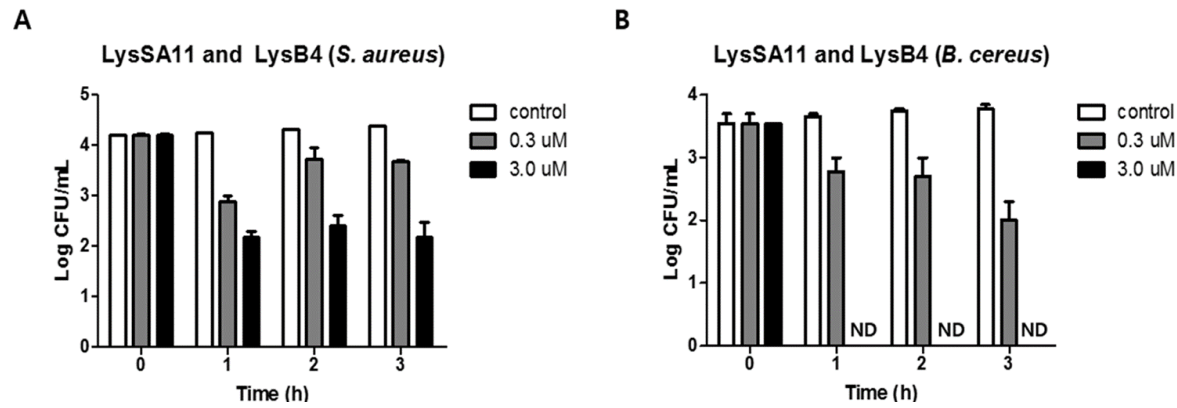 A
LysSA11 and LysB4 (S. aureus)
Log CFU/mL
5
4
3
2
1
0
0 1 2 3
Time (h)
control
0.3 uM
3.0 uM
B
LysSA11 and LysB4 (B. cereus)
Log CFU/mL
4
3
2
1
0
ND ND ND
0 1 2 3
Time (h)
control
0.3 uM
3.0 uM